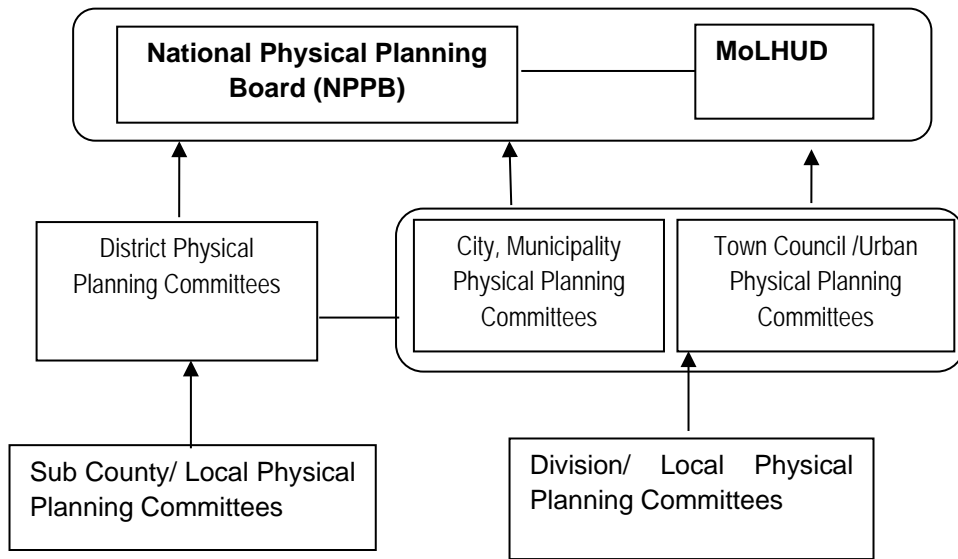 National Physical Planning
Board (NPPB)
MoLHUD
District Physical
Planning Committees
City, Municipality
Physical Planning
Committees
Town Council /Urban
Physical Planning
Committees
Sub County/ Local Physical
Planning Committees
Division/ Local Physical
Planning Committees